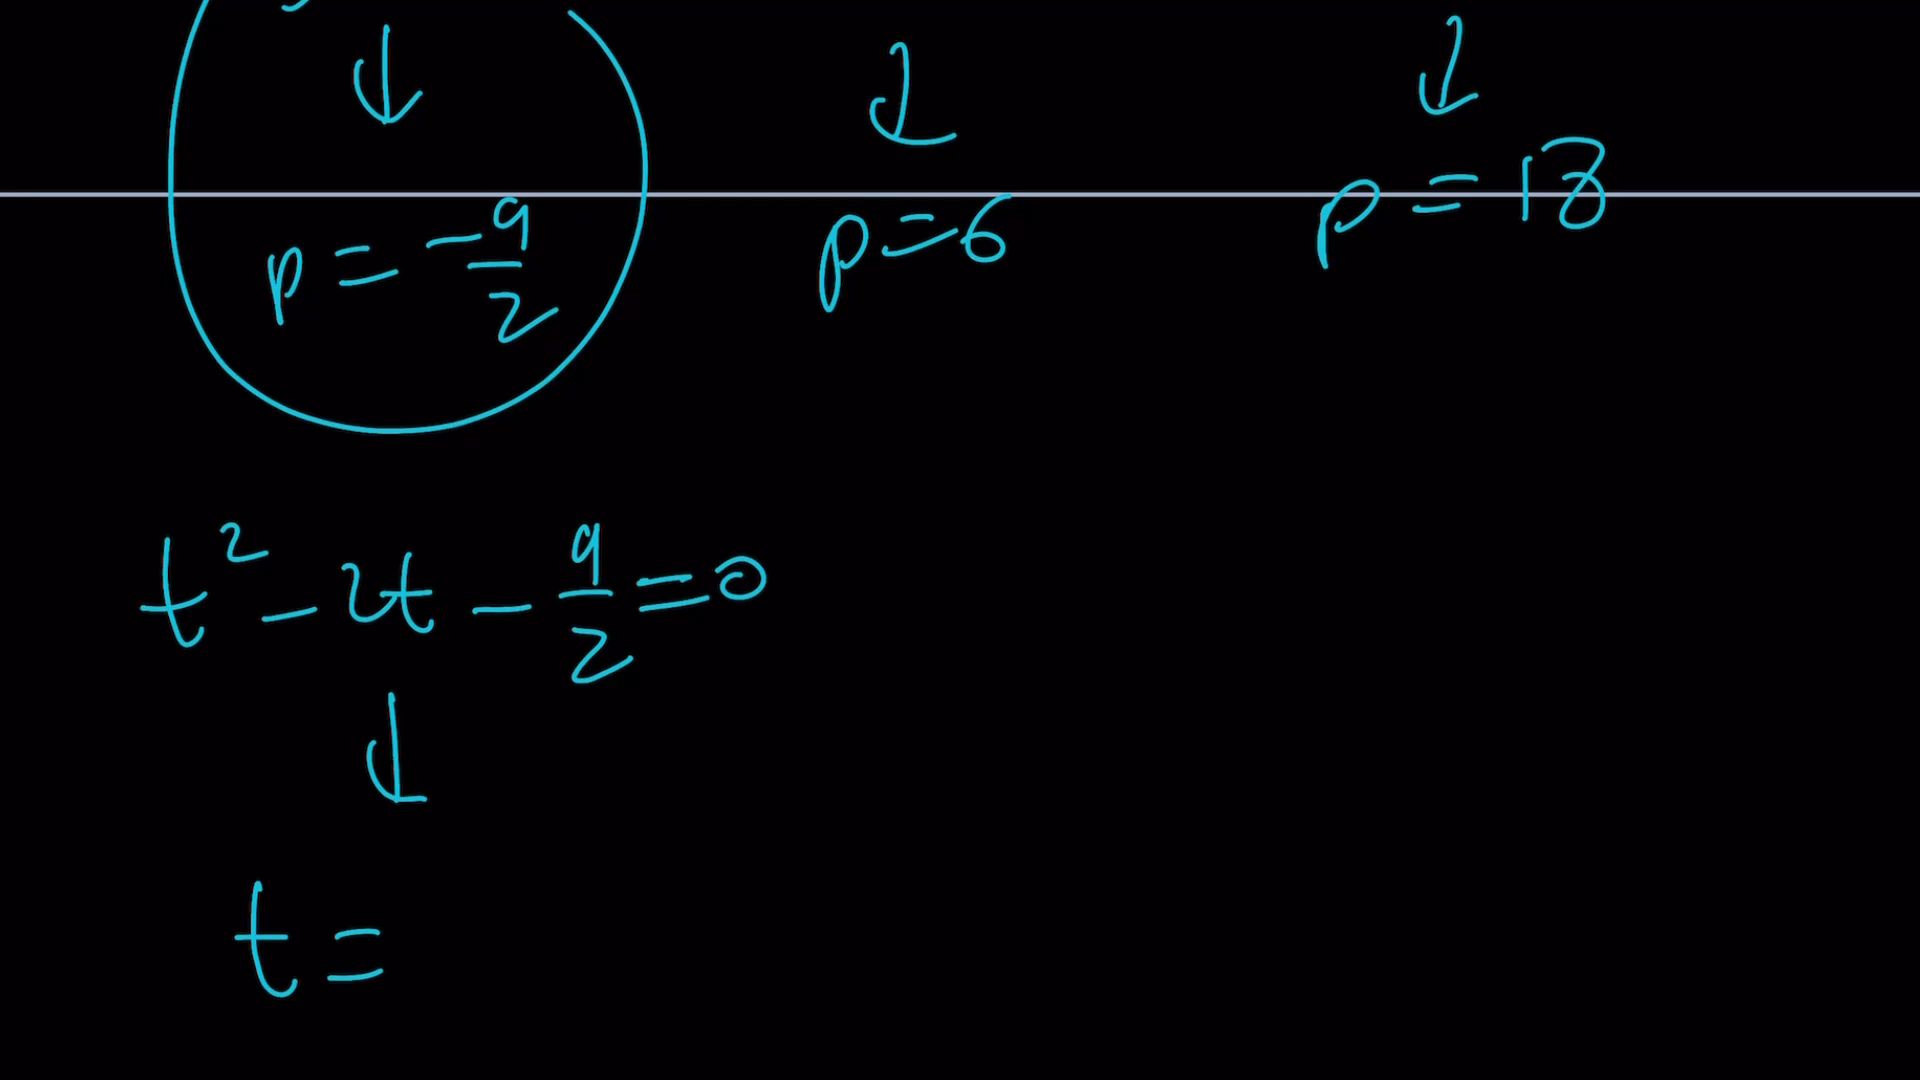 p = -9/2 p = 6 p = 18
t² - 2t - 9/2 = 0
t =